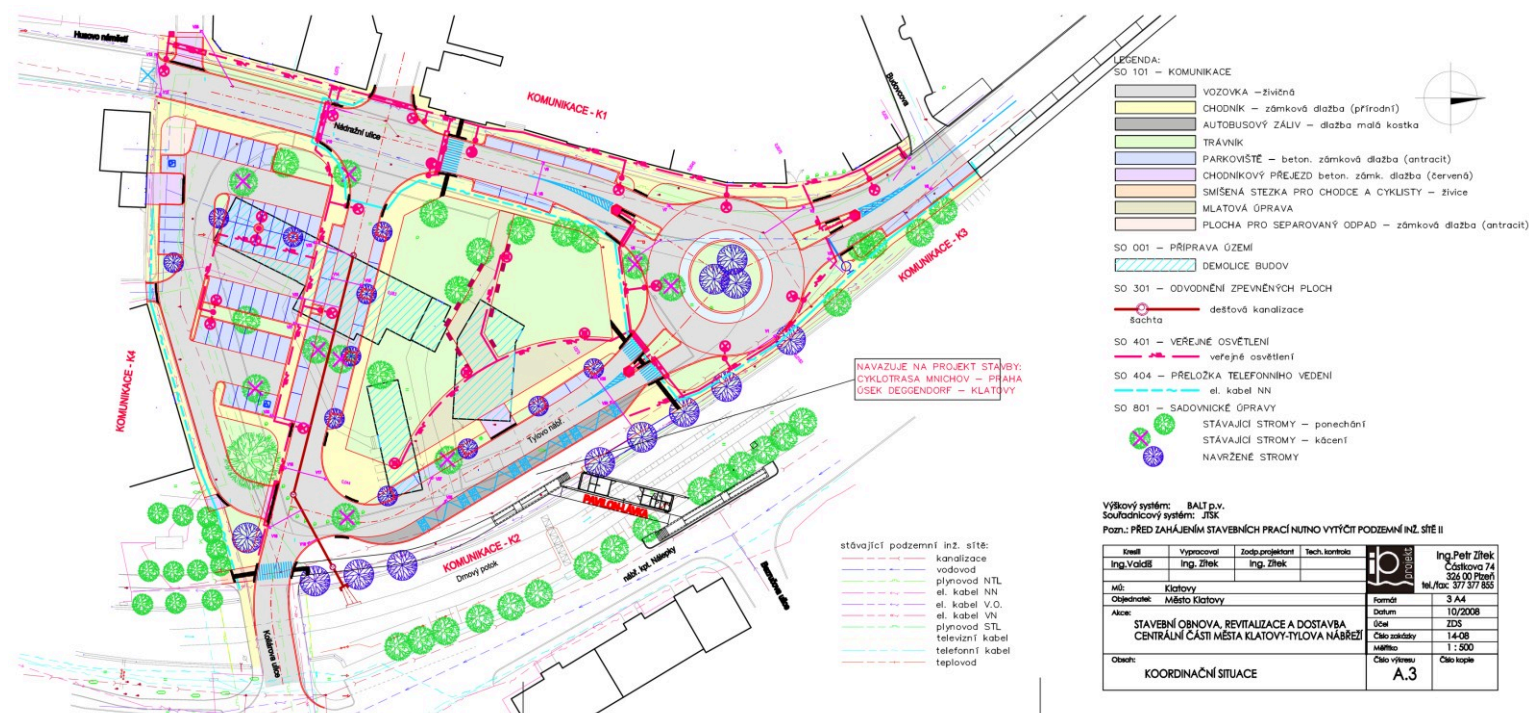 Husovo náměstí
Nádražní ulice
KOMUNIKACE - K1
Budovcova
KOMUNIKACE - K3
KOMUNIKACE - K4
NAVAZUJE NA PROJEKT STAVBY:
CYKLOTRASA MNICHOV – PRAHA
ÚSEK DEGGENDORF – KLATOVY
Tylovo nábř.
PAVILON-LÁVKA
KOMUNIKACE - K2
Drnový potok
nábř. kpt. Nálepky
Kollárova ulice
LEGENDA:
SO 101 – KOMUNIKACE
VOZOVKA –živičná
CHODNÍK – zámková dlažba (přírodní)
AUTOBUSOVÝ ZÁLIV – dlažba malá kostka
TRÁVNÍK
PARKOVIŠTĚ – beton. zámková dlažba (antracit)
CHODNÍKOVÝ PŘEJEZD beton. zámk. dlažba (červená)
SMÍŠENÁ STEZKA PRO CHODCE A CYKLISTY – živice
MLATOVÁ ÚPRAVA
PLOCHA PRO SEPAROVANÝ ODPAD – zámková dlažba (antracit)
SO 001 – PŘÍPRAVA ÚZEMÍ
DEMOLICE BUDOV
SO 301 – ODVODNĚNÍ ZPEVNĚNÝCH PLOCH
dešťová kanalizace
šachta
SO 401 – VEŘEJNÉ OSVĚTLENÍ
veřejné osvětlení
SO 404 – PŘELOŽKA TELEFONNÍHO VEDENÍ
el. kabel NN
SO 801 – SADOVNICKÉ ÚPRAVY
STÁVAJÍCÍ STROMY – ponechání
STÁVAJÍCÍ STROMY – kácení
NAVRŽENÉ STROMY
stávající podzemní inž. sítě:
kanalizace
vodovod
plynovod NTL
el. kabel NN
el. kabel V.O.
el. kabel VN
plynovod STL
televizní kabel
telefonní kabel
teplovod
Výškový systém: BALT p.v.
Souřadnicový systém: JTSK
Pozn.: PŘED ZAHÁJENÍM STAVEBNÍCH PRACÍ NUTNO VYTÝČIT PODZEMNÍ INŽ. SÍTĚ !!
Kreslil Vypracoval Zodp.projektant Tech. kontrola
Ing.Valdiš Ing. Zítek Ing. Zítek
projekt
Ing.Petr Zítek
Částkova 74
326 00 Plzeň
tel./fax: 377 377 855
MÚ: Klatovy
Objednatel: Město Klatovy
Akce:
STAVEBNÍ OBNOVA, REVITALIZACE A DOSTAVBA
CENTRÁLNÍ ČÁSTI MĚSTA KLATOVY-TYLOVA NÁBŘEŽÍ
Formát 3 A4
Datum 10/2008
Účel ZDS
Číslo zakázky 14-08
Měřítko 1 : 500
Obsah:
KOORDINAČNÍ SITUACE
Číslo výkresu Číslo kopie
A.3